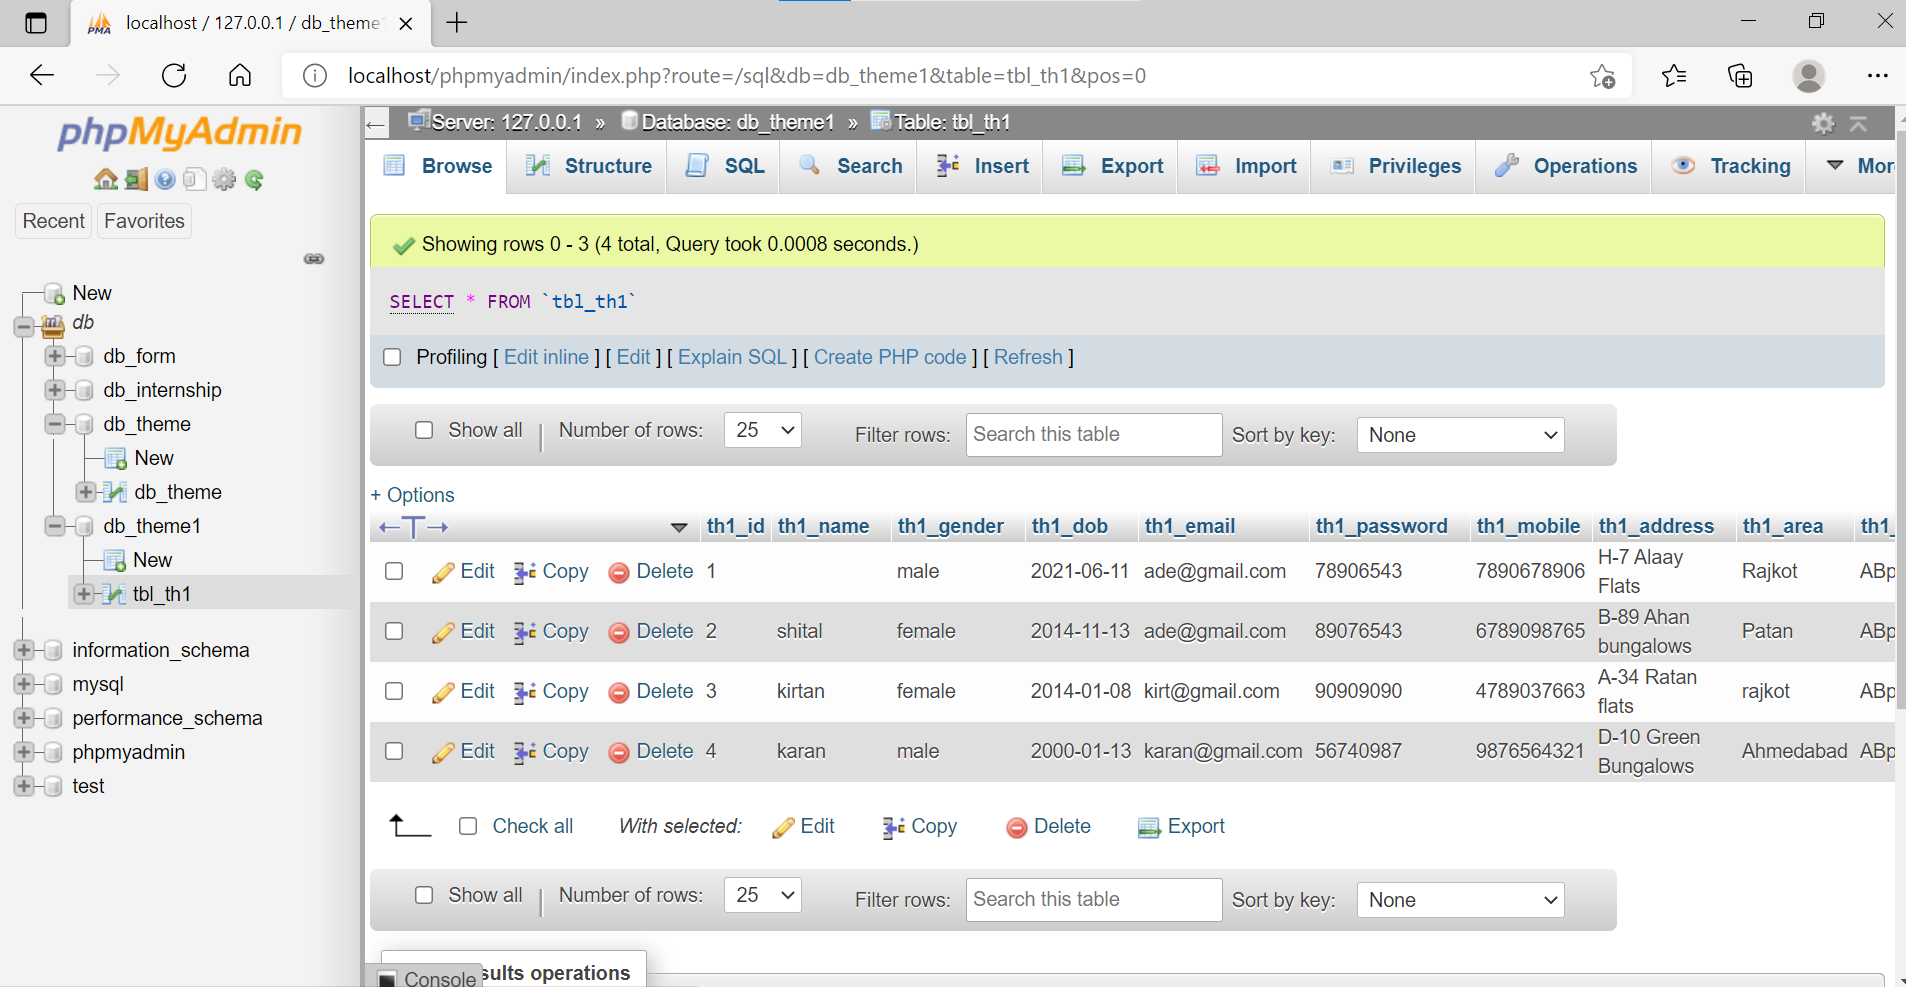 localhost / 127.0.0.1 / db_theme
localhost/phpmyadmin/index.php?route=/sql&db=db_theme1&table=tbl_th1&pos=0
phpMyAdmin
Recent Favorites
New
db
db_form
db_internship
db_theme
New
db_theme
db_theme1
New
tbl_th1
information_schema
mysql
performance_schema
phpmyadmin
test
Server: 127.0.0.1 » Database: db_theme1 » Table: tbl_th1
Browse Structure SQL Search Insert Export Import Privileges Operations Tracking Mor
Showing rows 0 - 3 (4 total, Query took 0.0008 seconds.)
SELECT * FROM `tbl_th1`
Profiling [ Edit inline ] [ Edit ] [ Explain SQL ] [ Create PHP code ] [ Refresh ]
Show all | Number of rows: 25 Filter rows: Search this table Sort by key: None
+ Options
←T→ th1_id th1_name th1_gender th1_dob th1_email th1_password th1_mobile th1_address th1_area th1_
Edit Copy Delete 1 male 2021-06-11 ade@gmail.com 78906543 7890678906 H-7 Alaay Flats Rajkot ABp
Edit Copy Delete 2 shital female 2014-11-13 ade@gmail.com 89076543 6789098765 B-89 Ahan bungalows Patan ABp
Edit Copy Delete 3 kirtan female 2014-01-08 kirt@gmail.com 90909090 4789037663 A-34 Ratan flats rajkot ABp
Edit Copy Delete 4 karan male 2000-01-13 karan@gmail.com 56740987 9876564321 D-10 Green Bungalows Ahmedabad ABp
Check all With selected: Edit Copy Delete Export
Show all | Number of rows: 25 Filter rows: Search this table Sort by key: None
Console sults operations